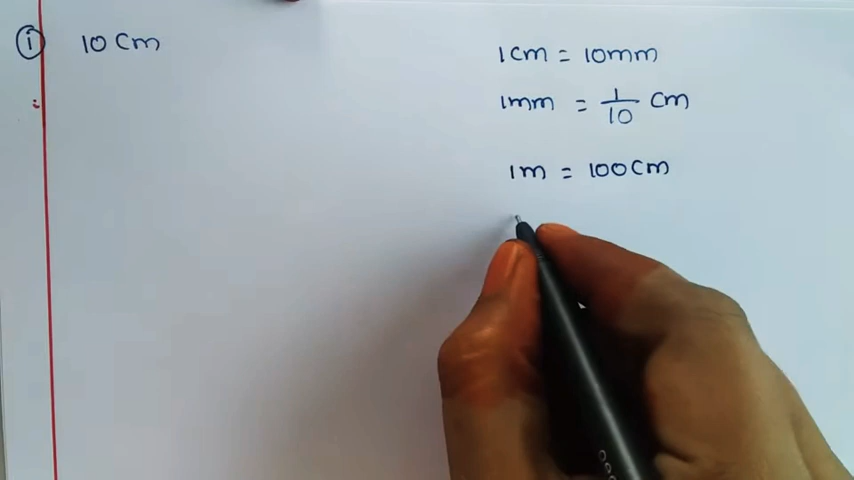 (i) 10 Cm
1cm = 10mm
1mm = 1/10 Cm
1m = 100Cm